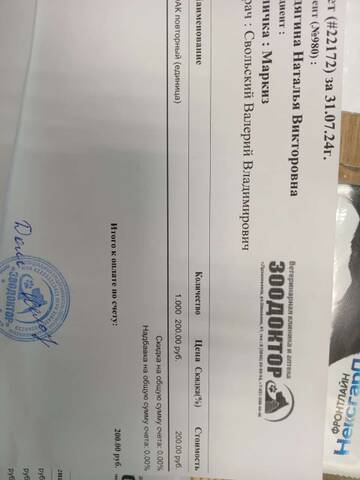 Ветеринарная клиника и аптека
ЗООДОКТОР
ет (#22172) за 31.07.24г.
ент (№980) :
дягина Наталья Викторовна
циент :
личка : Маркиз
рач : Свольский Валерий Владимирович
аименование Количество Цена Скидка(%) Стоимость
АК повторный (единица) 1.000 200.00 руб. 200.00 руб.
Скидка на общую сумму счета: 0.00%
Надбавка на общую сумму счета: 0.00%
Итого к оплате по счету: 200.00 руб.
ЗООДОКТОР
ФРОНТЛАЙН